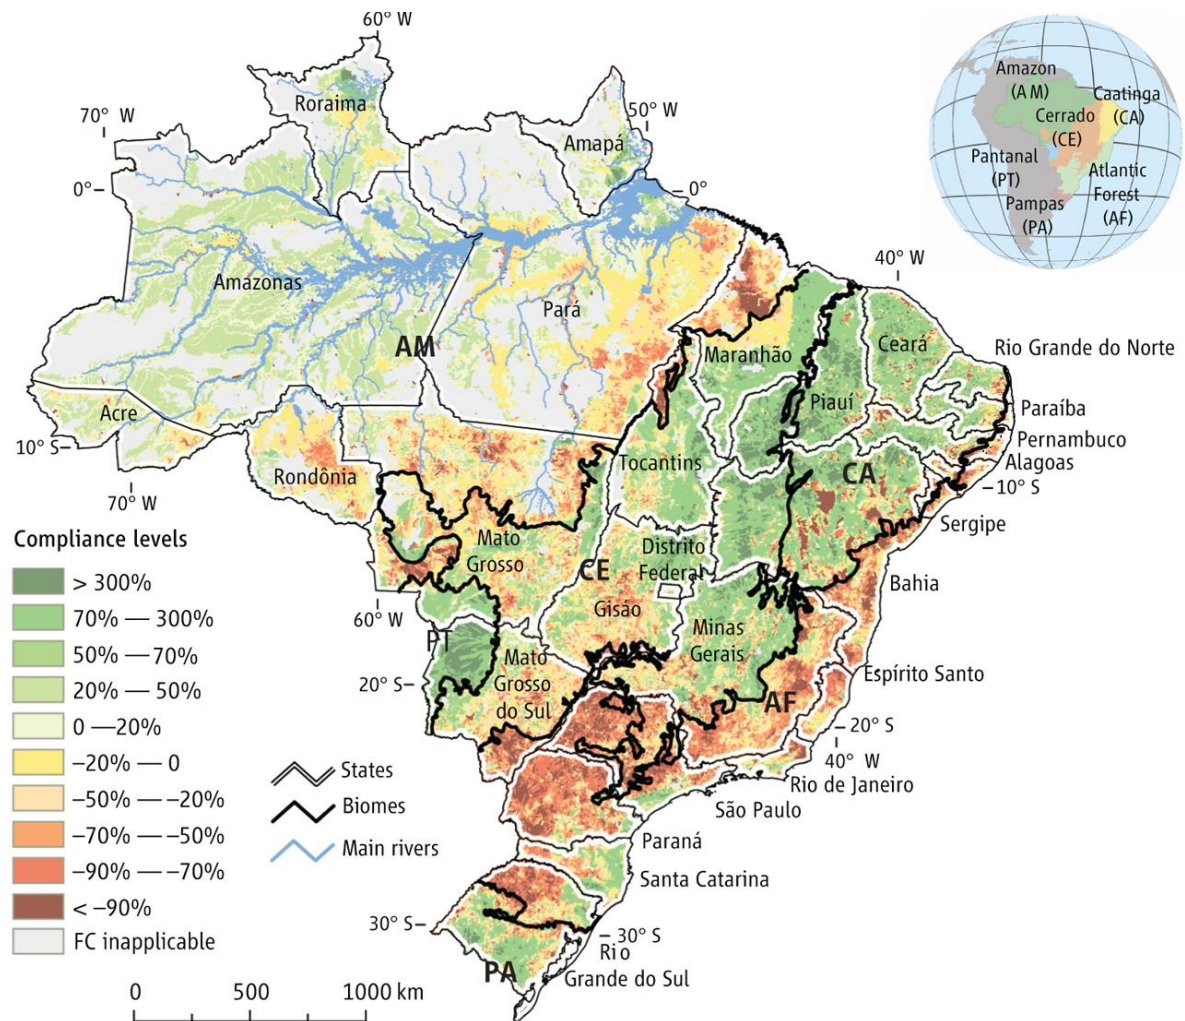 60° W
70° W
50° W
Roraima
Amapá
0°
0°
Amazon
(AM)
Caatinga
(CA)
Cerrado
(CE)
Pantanal
(PT)
Atlantic
Forest
(AF)
Pampas
(PA)
40° W
Amazonas
Pará
AM
Maranhão
Ceará
Rio Grande do Norte
Acre
Piauí
Paraíba
10° S
Pernambuco
Rondônia
Tocantins
CA
Alagoas
70° W
10° S
Sergipe
Mato
Grosso
Distrito
Federal
CE
Bahia
60° W
Gisáo
PT
Minas
Gerais
Mato
Grosso
do Sul
20° S
Espírito Santo
AF
20° S
40° W
Rio de Janeiro
São Paulo
Paraná
Santa Catarina
30° S
30° S
Rio
Grande do Sul
PA
Compliance levels
> 300%
70% — 300%
50% —70%
20% — 50%
0 —20%
–20% — 0
–50% — –20%
–70% — –50%
–90% — –70%
< –90%
FC inapplicable
States
Biomes
Main rivers
0 500 1000 km